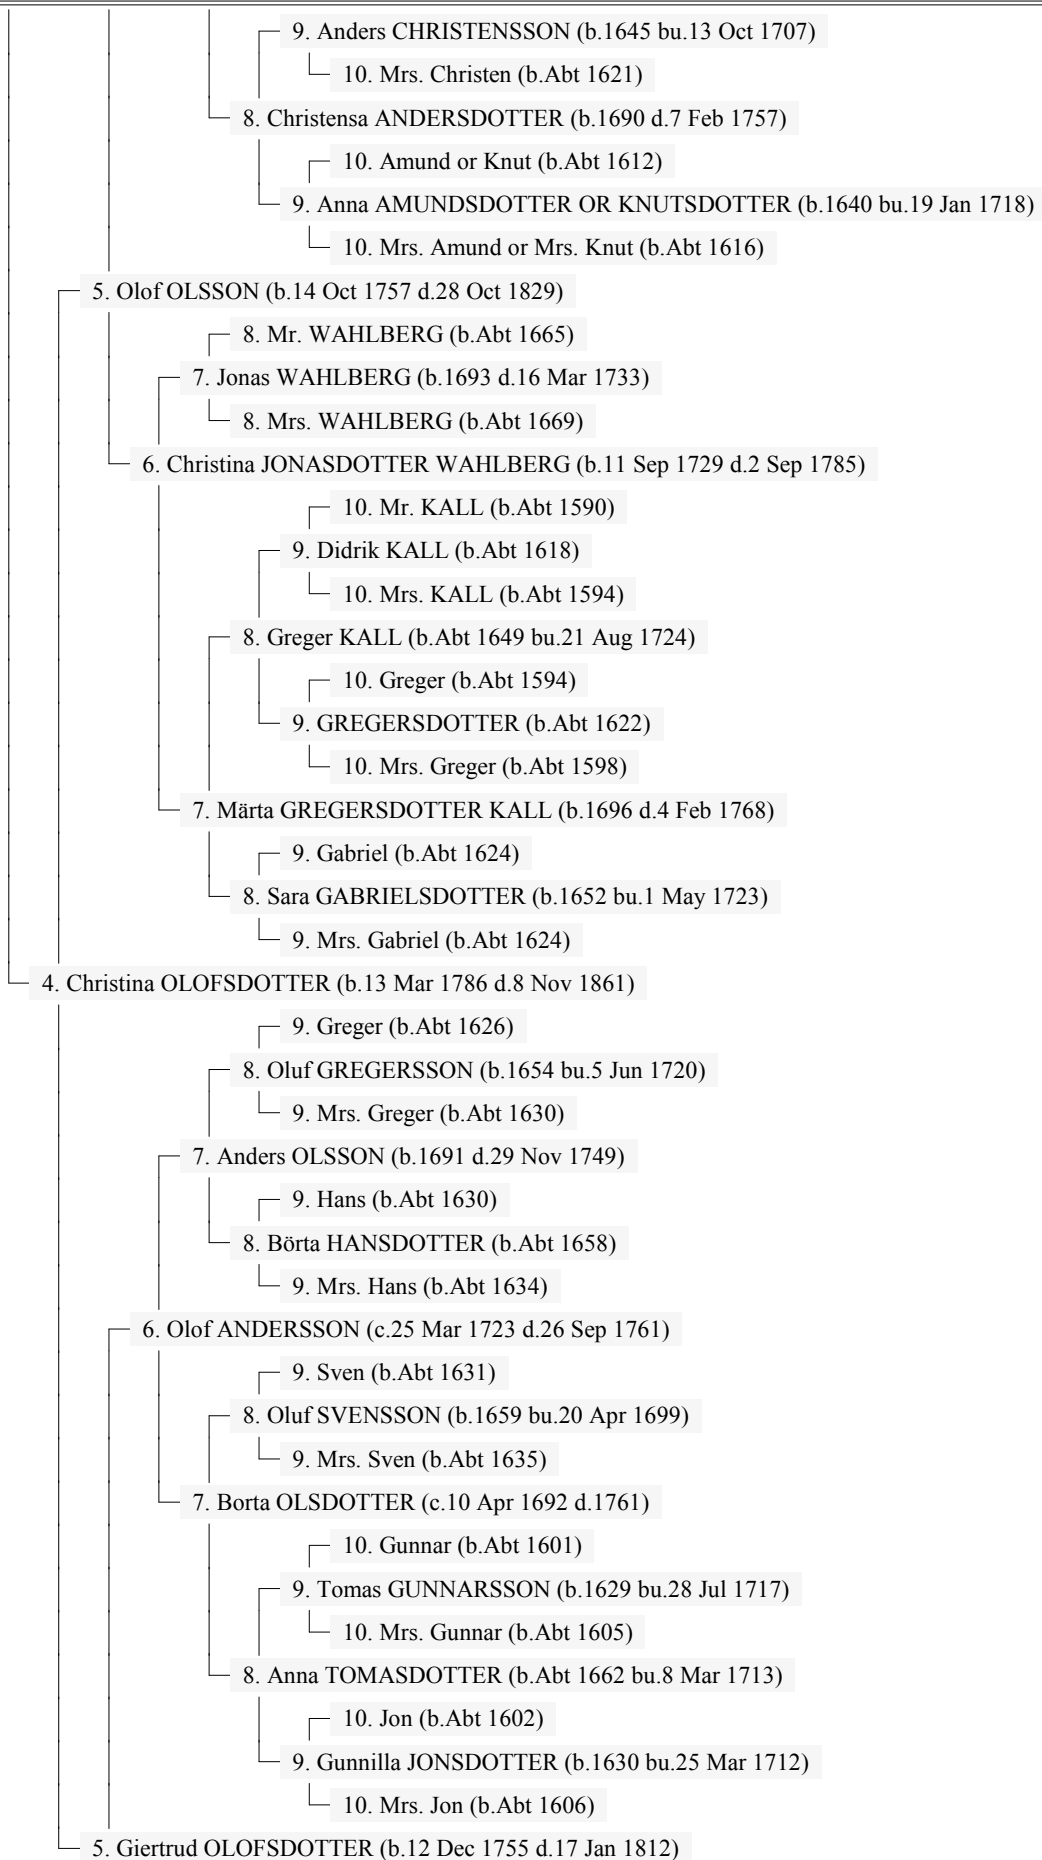 9. Anders CHRISTENSSON (b.1645 bu.13 Oct 1707)
10. Mrs. Christen (b.Abt 1621)
8. Christensa ANDERSDOTTER (b.1690 d.7 Feb 1757)
10. Amund or Knut (b.Abt 1612)
9. Anna AMUNDSDOTTER OR KNUTSDOTTER (b.1640 bu.19 Jan 1718)
10. Mrs. Amund or Mrs. Knut (b.Abt 1616)
5. Olof OLSSON (b.14 Oct 1757 d.28 Oct 1829)
8. Mr. WAHLBERG (b.Abt 1665)
7. Jonas WAHLBERG (b.1693 d.16 Mar 1733)
8. Mrs. WAHLBERG (b.Abt 1669)
6. Christina JONASDOTTER WAHLBERG (b.11 Sep 1729 d.2 Sep 1785)
10. Mr. KALL (b.Abt 1590)
9. Didrik KALL (b.Abt 1618)
10. Mrs. KALL (b.Abt 1594)
8. Greger KALL (b.Abt 1649 bu.21 Aug 1724)
10. Greger (b.Abt 1594)
9. GREGERSDOTTER (b.Abt 1622)
10. Mrs. Greger (b.Abt 1598)
7. Märta GREGERSDOTTER KALL (b.1696 d.4 Feb 1768)
9. Gabriel (b.Abt 1624)
8. Sara GABRIELSDOTTER (b.1652 bu.1 May 1723)
9. Mrs. Gabriel (b.Abt 1624)
4. Christina OLOFSDOTTER (b.13 Mar 1786 d.8 Nov 1861)
9. Greger (b.Abt 1626)
8. Oluf GREGERSSON (b.1654 bu.5 Jun 1720)
9. Mrs. Greger (b.Abt 1630)
7. Anders OLSSON (b.1691 d.29 Nov 1749)
9. Hans (b.Abt 1630)
8. Börta HANSDOTTER (b.Abt 1658)
9. Mrs. Hans (b.Abt 1634)
6. Olof ANDERSSON (c.25 Mar 1723 d.26 Sep 1761)
9. Sven (b.Abt 1631)
8. Oluf SVENSSON (b.1659 bu.20 Apr 1699)
9. Mrs. Sven (b.Abt 1635)
7. Borta OLSDOTTER (c.10 Apr 1692 d.1761)
10. Gunnar (b.Abt 1601)
9. Tomas GUNNARSSON (b.1629 bu.28 Jul 1717)
10. Mrs. Gunnar (b.Abt 1605)
8. Anna TOMASDOTTER (b.Abt 1662 bu.8 Mar 1713)
10. Jon (b.Abt 1602)
9. Gunnilla JONSDOTTER (b.1630 bu.25 Mar 1712)
10. Mrs. Jon (b.Abt 1606)
5. Giertrud OLOFSDOTTER (b.12 Dec 1755 d.17 Jan 1812)